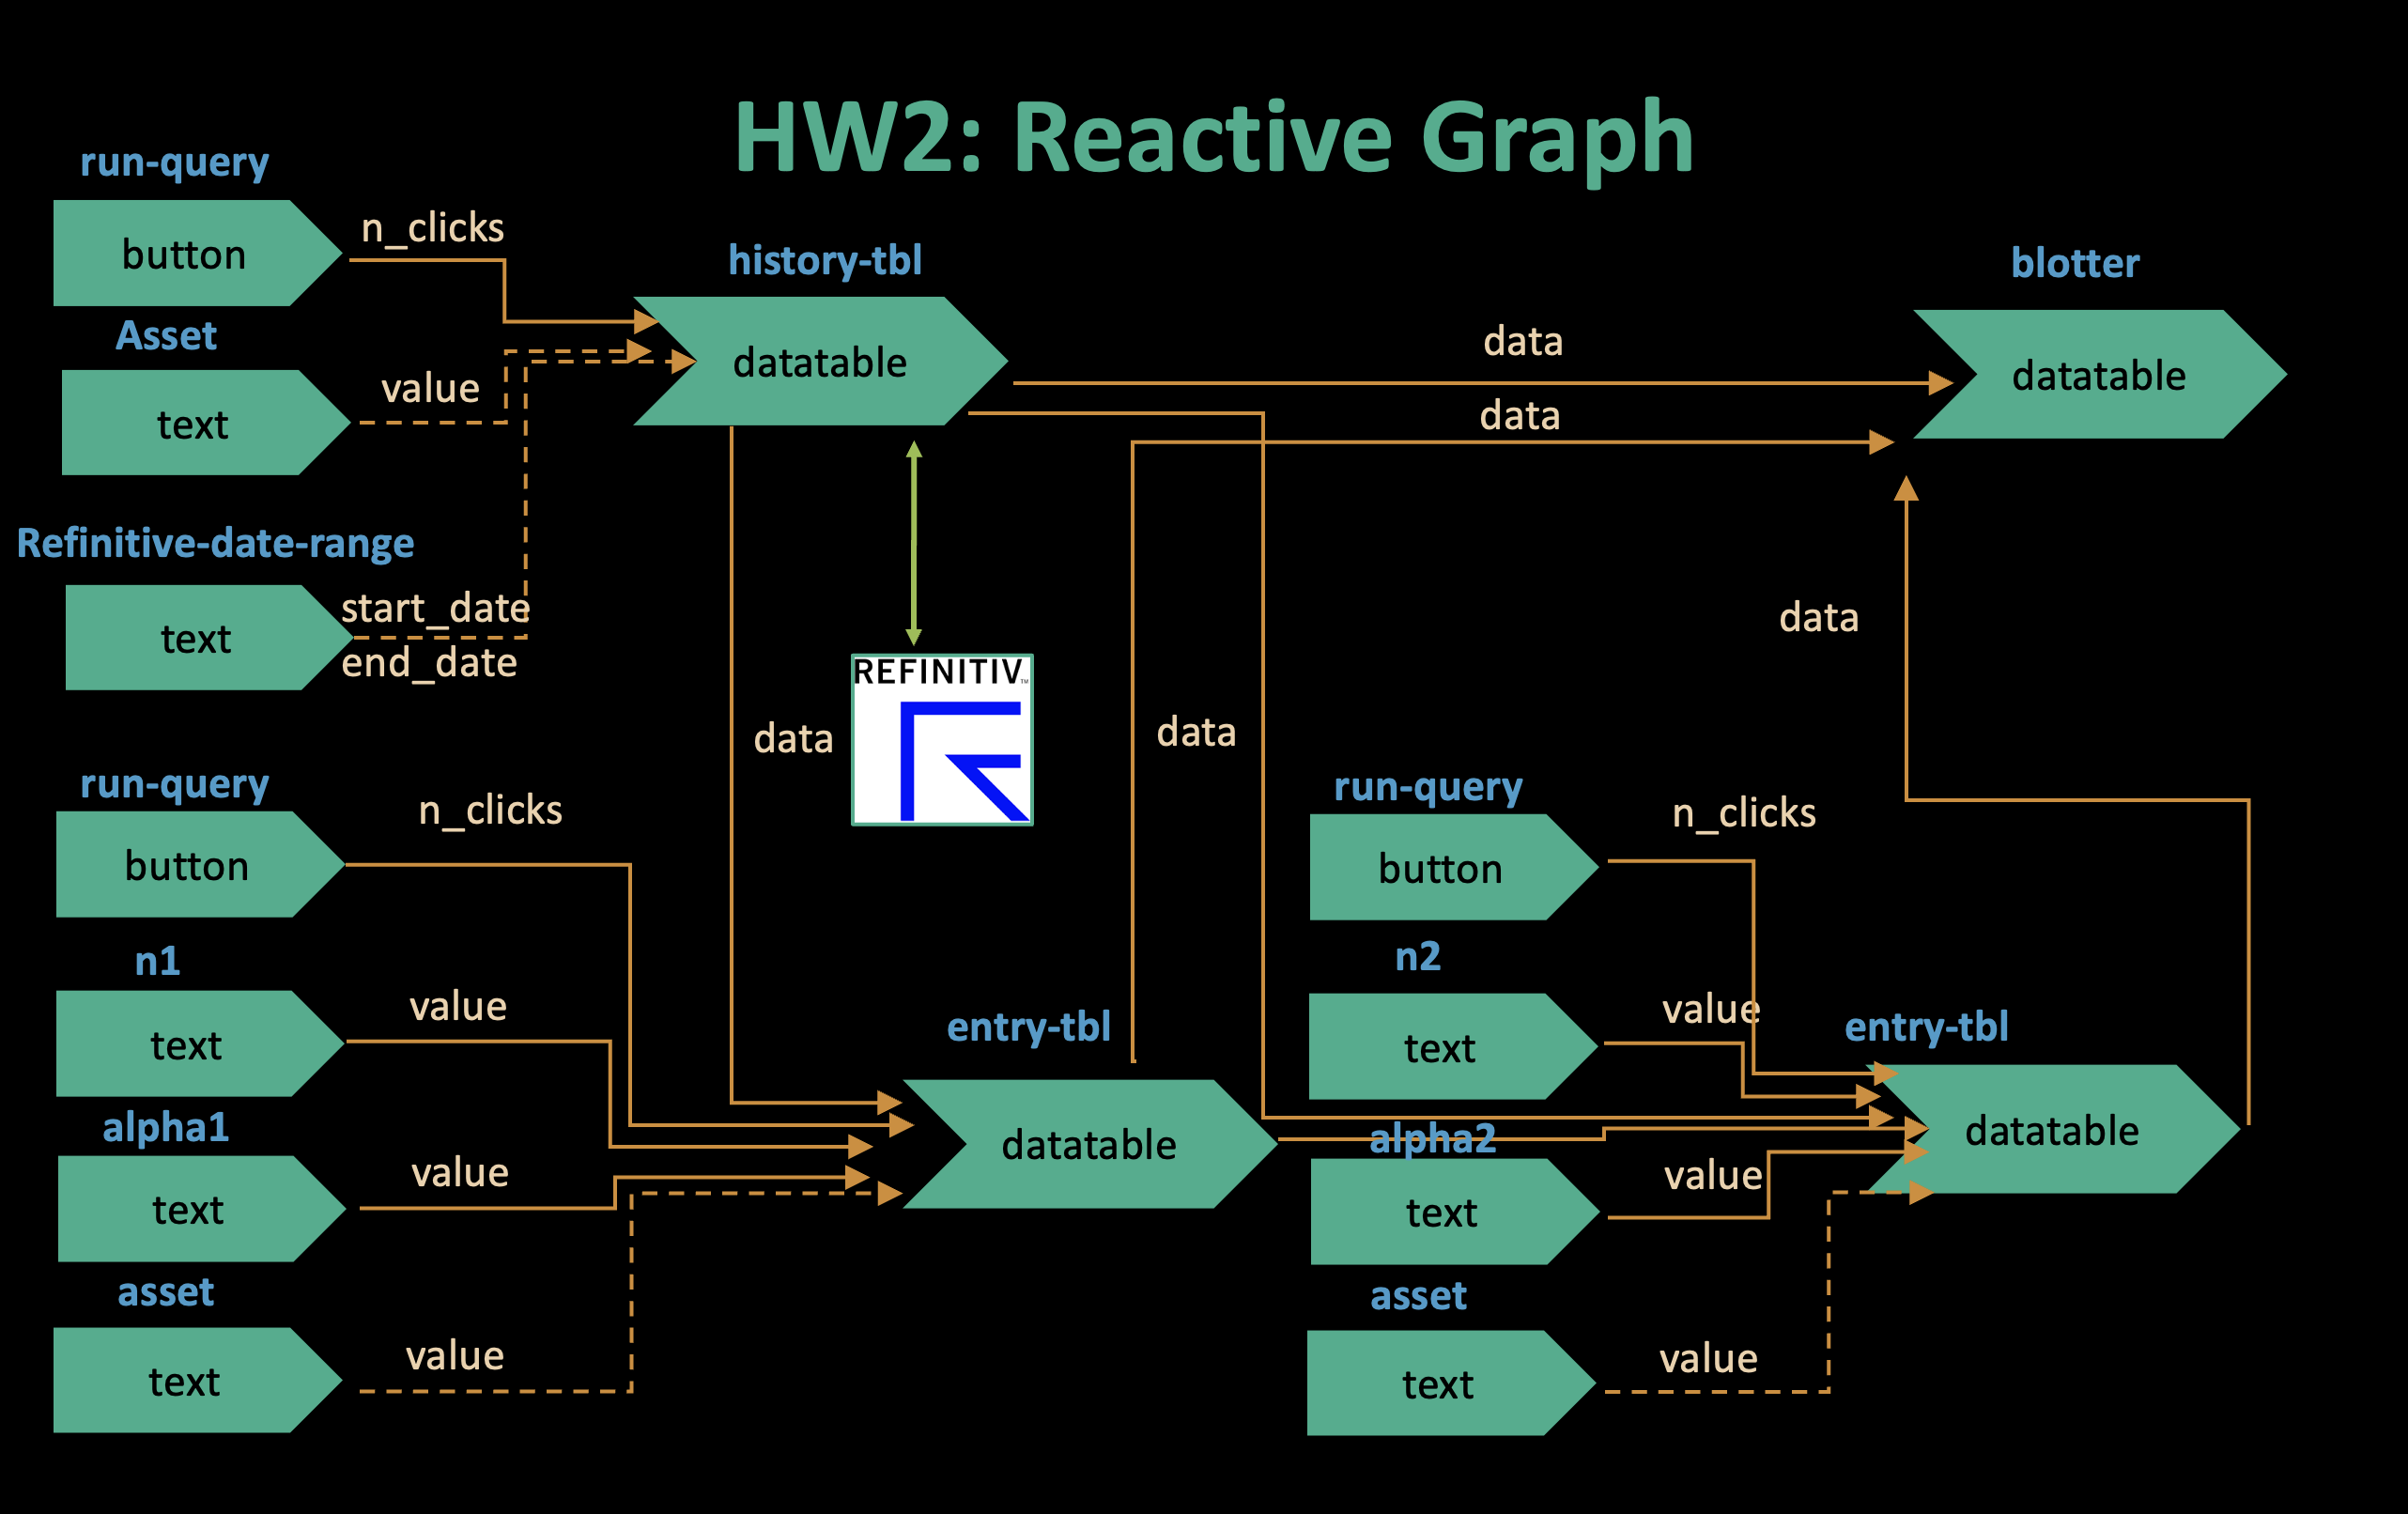 HW2: Reactive Graph
run-query
button
n_clicks
Asset
text
value
Refinitive-date-range
text
start_date
end_date
history-tbl
datatable
data
data
blotter
datatable
REFINITIV™
data
data
data
run-query
button
n_clicks
n1
text
value
alpha1
text
value
asset
text
value
entry-tbl
datatable
run-query
button
n_clicks
n2
text
value
alpha2
text
value
asset
text
value
entry-tbl
datatable